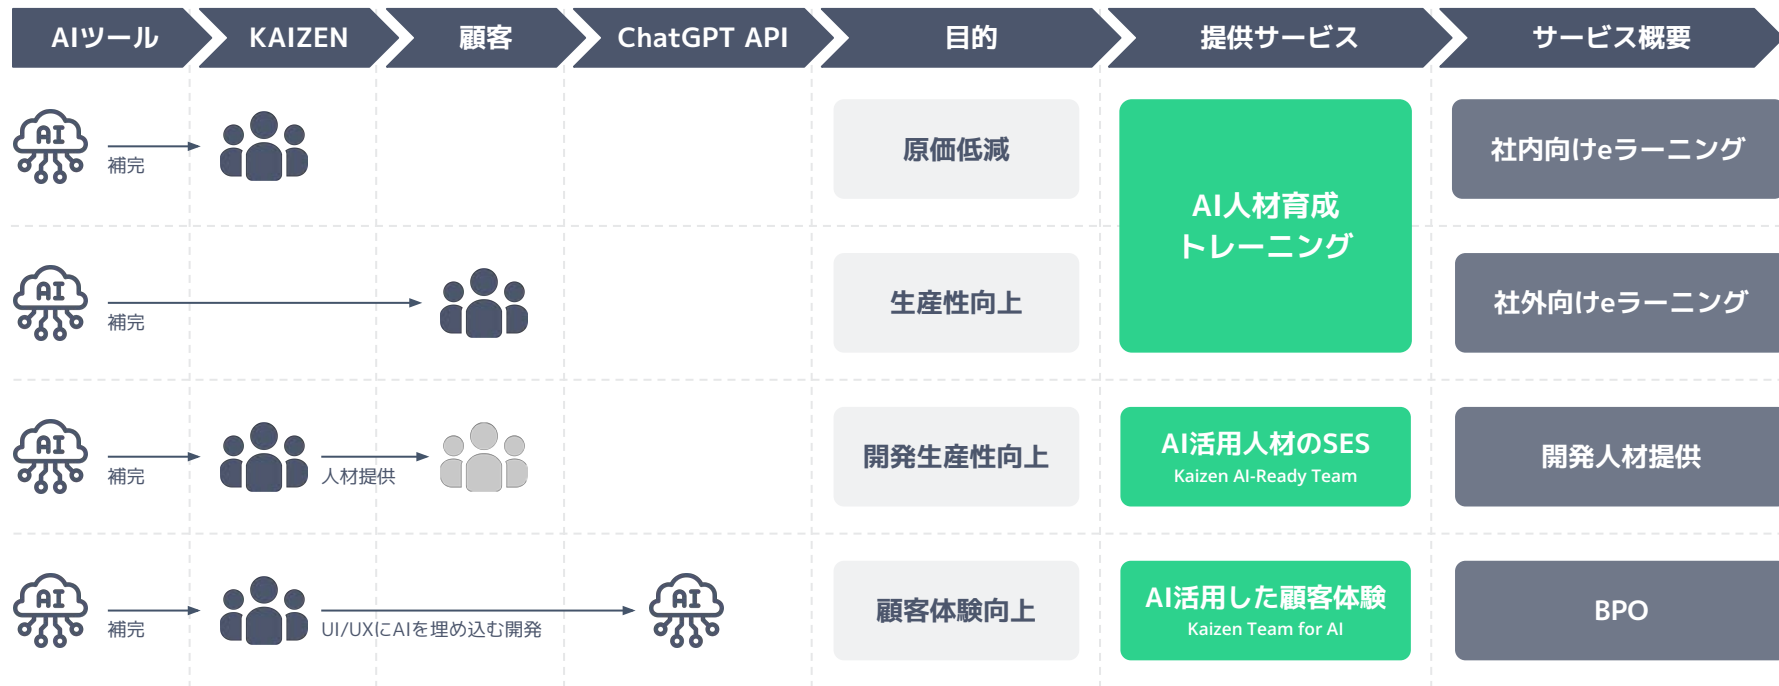 AIツール
KAIZEN
顧客
ChatGPT API
目的
提供サービス
サービス概要
AI
補完
原価低減
AI人材育成
トレーニング
社内向けeラーニング
AI
補完
生産性向上
社外向けeラーニング
AI
補完
人材提供
開発生産性向上
AI活用人材のSES
Kaizen AI-Ready Team
開発人材提供
AI
補完
UI/UXにAIを埋め込む開発
AI
顧客体験向上
AI活用した顧客体験
Kaizen Team for AI
BPO